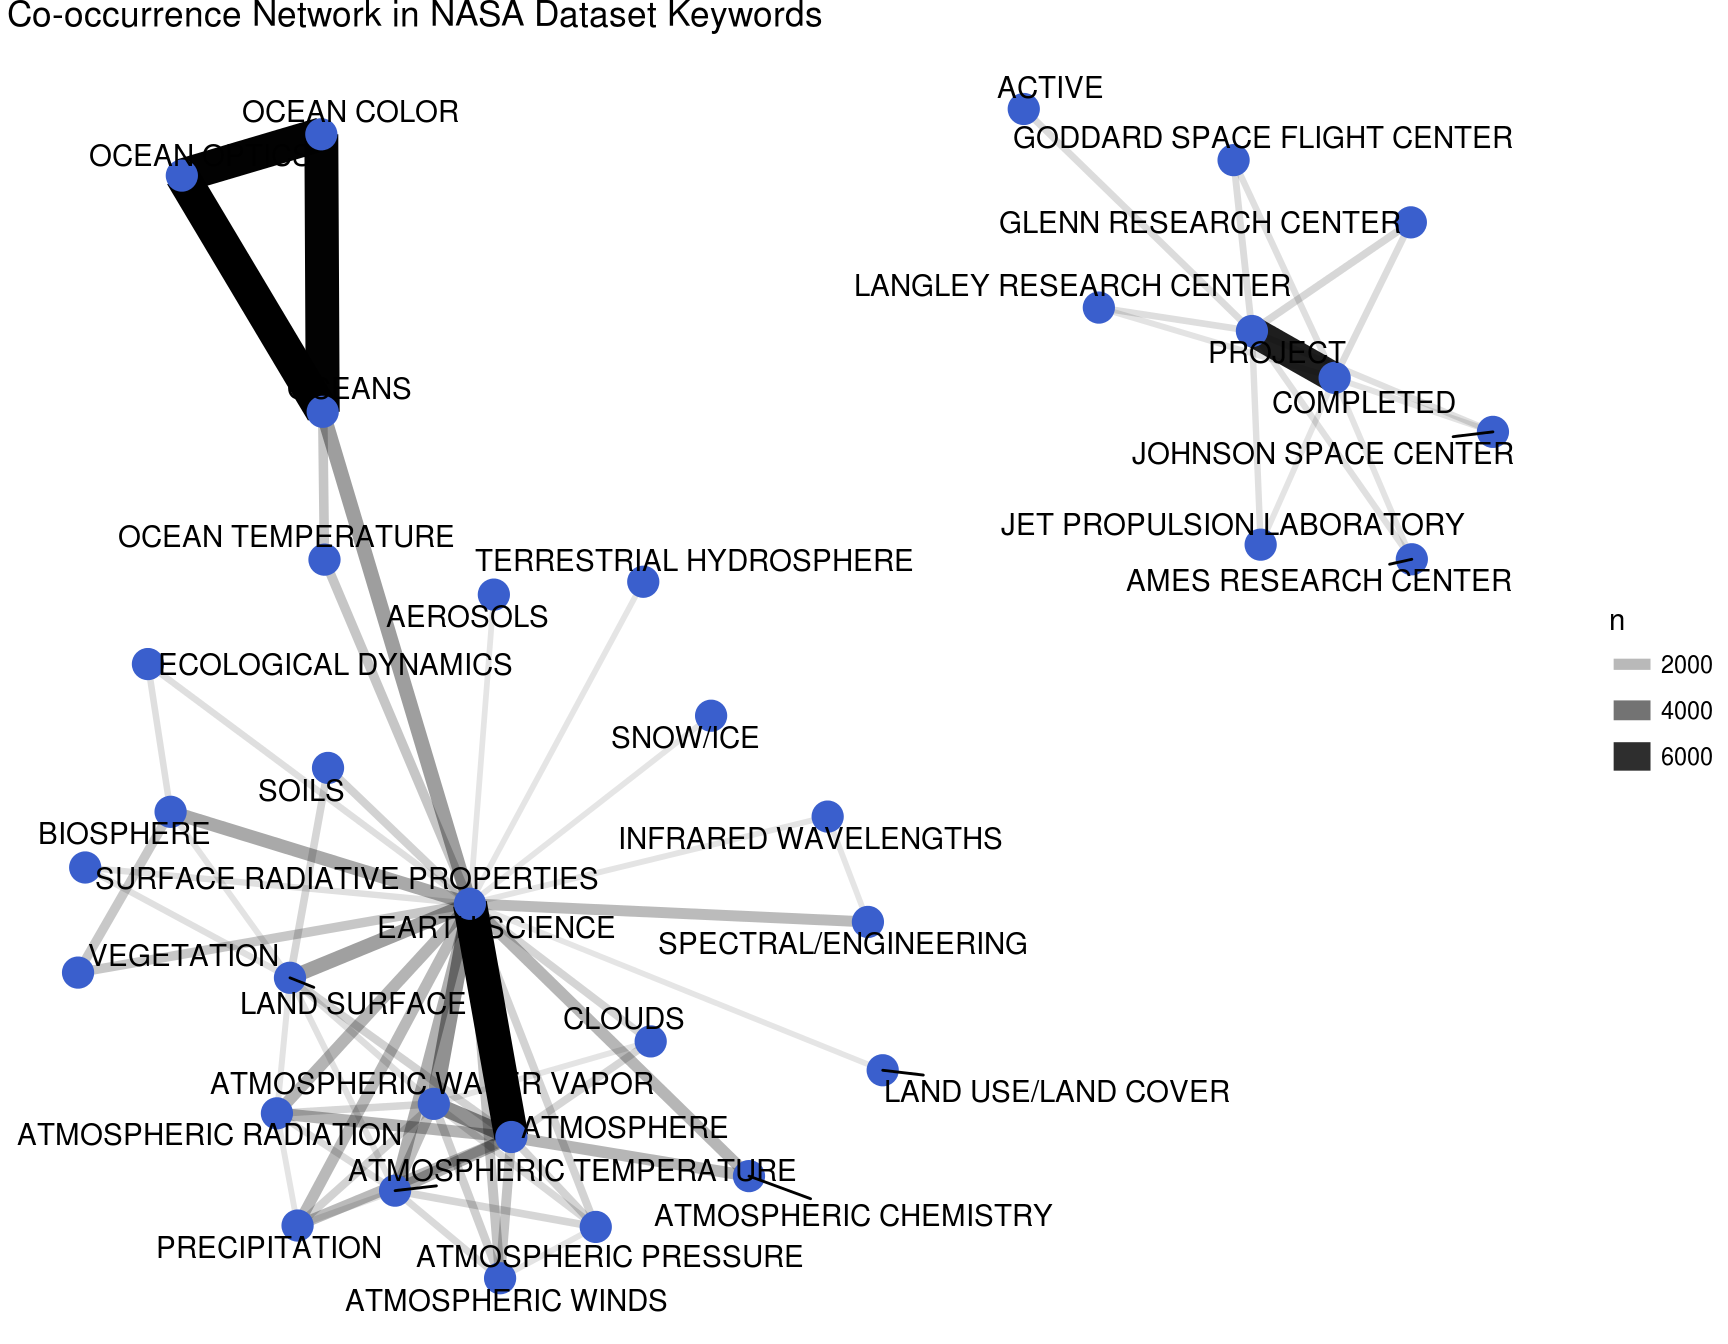 Co-occurrence Network in NASA Dataset Keywords
ACTIVE
OCEAN COLOR
GODDARD SPACE FLIGHT CENTER
OCEAN OPTICS
GLENN RESEARCH CENTER
LANGLEY RESEARCH CENTER
PROJECT
OCEANS
COMPLETED
JOHNSON SPACE CENTER
JET PROPULSION LABORATORY
OCEAN TEMPERATURE
TERRESTRIAL HYDROSPHERE
AMES RESEARCH CENTER
AEROSOLS
n
ECOLOGICAL DYNAMICS
2000
4000
SNOW/ICE
6000
SOILS
BIOSPHERE
INFRARED WAVELENGTHS
SURFACE RADIATIVE PROPERTIES
EARTH SCIENCE
SPECTRAL/ENGINEERING
VEGETATION
LAND SURFACE
CLOUDS
ATMOSPHERIC WATER VAPOR
LAND USE/LAND COVER
ATMOSPHERE
ATMOSPHERIC RADIATION
ATMOSPHERIC TEMPERATURE
ATMOSPHERIC CHEMISTRY
PRECIPITATION
ATMOSPHERIC PRESSURE
ATMOSPHERIC WINDS